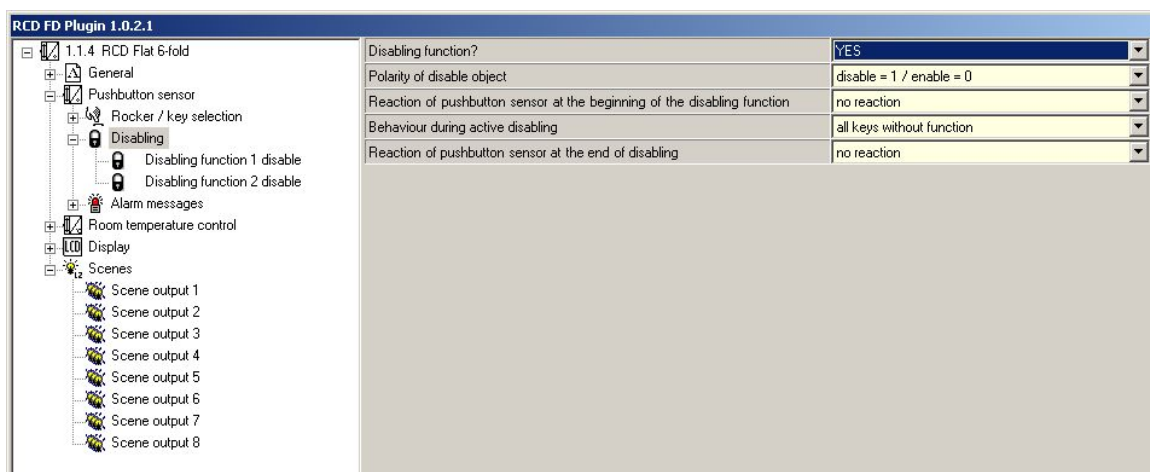 RCD FD Plugin 1.0.2.1
1.1.4 RCD Flat 6-fold
General
Pushbutton sensor
Rocker / key selection
Disabling
Disabling function 1 disable
Disabling function 2 disable
Alarm messages
Room temperature control
LCD Display
Scenes
Scene output 1
Scene output 2
Scene output 3
Scene output 4
Scene output 5
Scene output 6
Scene output 7
Scene output 8
Disabling function? YES
Polarity of disable object disable = 1 / enable = 0
Reaction of pushbutton sensor at the beginning of the disabling function no reaction
Behaviour during active disabling all keys without function
Reaction of pushbutton sensor at the end of disabling no reaction